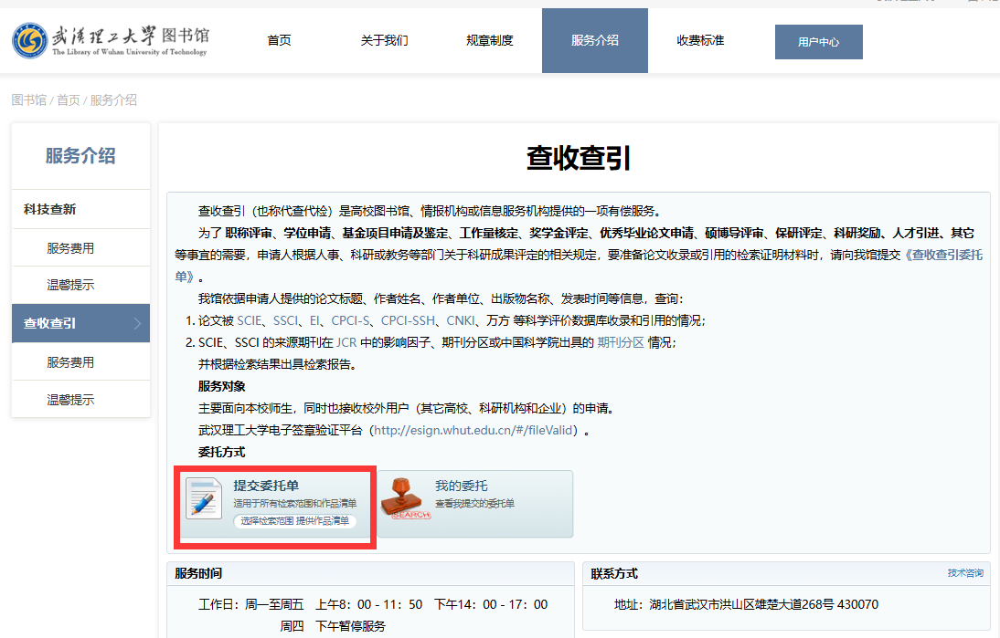 武汉理工大学 图书馆
The Library of Wuhan University of Technology
首页
关于我们
规章制度
服务介绍
收费标准
用户中心
图书馆 / 首页 / 服务介绍
服务介绍
科技查新
服务费用
温馨提示
查收查引
服务费用
温馨提示
查收查引
查收查引（也称代查代检）是高校图书馆、情报机构或信息服务机构提供的一项有偿服务。
为了 职称评审、学位申请、基金项目申请及鉴定、工作量核定、奖学金评定、优秀毕业论文申请、硕博导评审、保研评定、科研奖励、人才引进、其它
等事宜的需要，申请人根据人事、科研或教务等部门关于科研成果评定的相关规定，要准备论文收录或引用的检索证明材料时，请向我馆提交《查收查引委托
单》。
我馆依据申请人提供的论文标题、作者姓名、作者单位、出版物名称、发表时间等信息，查询：
1. 论文被 SCIE、SSCI、EI、CPCI-S、CPCI-SSH、CNKI、万方 等科学评价数据库收录和引用的情况；
2. SCIE、SSCI 的来源期刊在 JCR 中的影响因子、期刊分区或中国科学院出具的 期刊分区 情况；
并根据检索结果出具检索报告。
服务对象
主要面向本校师生，同时也接收校外用户（其它高校、科研机构和企业）的申请。
武汉理工大学电子签章验证平台（http://esign.whut.edu.cn/#/fileValid）。
委托方式
提交委托单
适用于所有检索范围和作品清单
选择检索范围 提供作品清单
SEARCH
我的委托
查看我提交的委托单
服务时间
工作日：周一至周五 上午8：00 - 11：50 下午14：00 - 17：00
周四 下午暂停服务
联系方式
技术咨询
地址：湖北省武汉市洪山区雄楚大道268号 430070